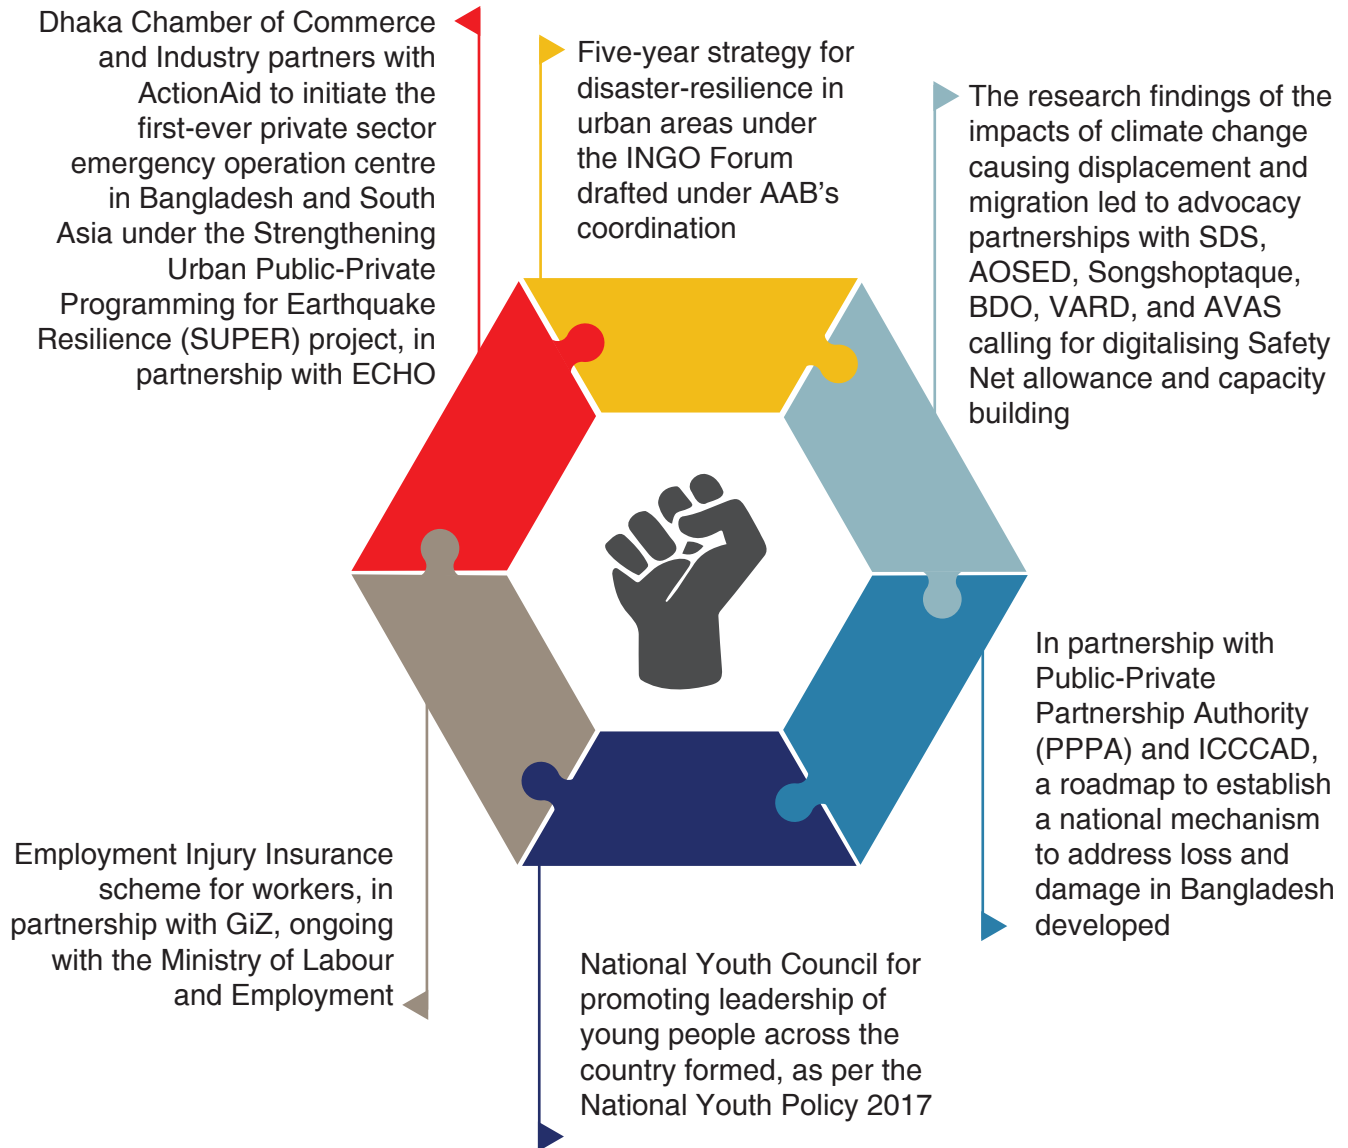 Dhaka Chamber of Commerce
and Industry partners with
ActionAid to initiate the
first-ever private sector
emergency operation centre
in Bangladesh and South
Asia under the Strengthening
Urban Public-Private
Programming for Earthquake
Resilience (SUPER) project, in
partnership with ECHO
Five-year strategy for
disaster-resilience in
urban areas under
the INGO Forum
drafted under AAB's
coordination
The research findings of the
impacts of climate change
causing displacement and
migration led to advocacy
partnerships with SDS,
AOSED, Songshoptaque,
BDO, VARD, and AVAS
calling for digitalising Safety
Net allowance and capacity
building
In partnership with
Public-Private
Partnership Authority
(PPPA) and ICCCAD,
a roadmap to establish
a national mechanism
to address loss and
damage in Bangladesh
developed
Employment Injury Insurance
scheme for workers, in
partnership with GiZ, ongoing
with the Ministry of Labour
and Employment
National Youth Council for
promoting leadership of
young people across the
country formed, as per the
National Youth Policy 2017